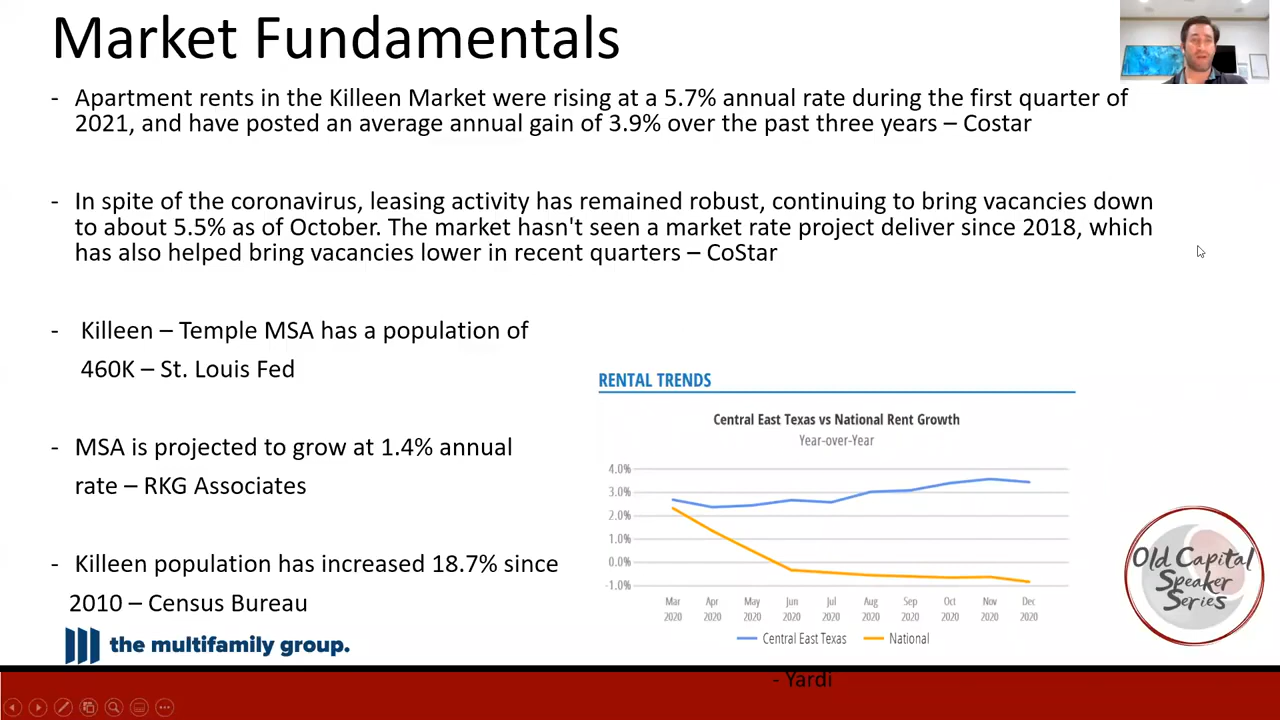 Market Fundamentals
- Apartment rents in the Killeen Market were rising at a 5.7% annual rate during the first quarter of
2021, and have posted an average annual gain of 3.9% over the past three years – Costar
- In spite of the coronavirus, leasing activity has remained robust, continuing to bring vacancies down
to about 5.5% as of October. The market hasn't seen a market rate project deliver since 2018, which
has also helped bring vacancies lower in recent quarters – CoStar
- Killeen – Temple MSA has a population of
460K – St. Louis Fed
- MSA is projected to grow at 1.4% annual
rate – RKG Associates
- Killeen population has increased 18.7% since
2010 – Census Bureau
the multifamily group.
RENTAL TRENDS
Central East Texas vs National Rent Growth
Year-over-Year
4.0%
3.0%
2.0%
1.0%
0.0%
-1.0%
Mar Apr May Jun Jul Aug Sep Oct Nov Dec
2020 2020 2020 2020 2020 2020 2020 2020 2020 2020
Central East Texas National
- Yardi
Old Capital
Speaker
Series